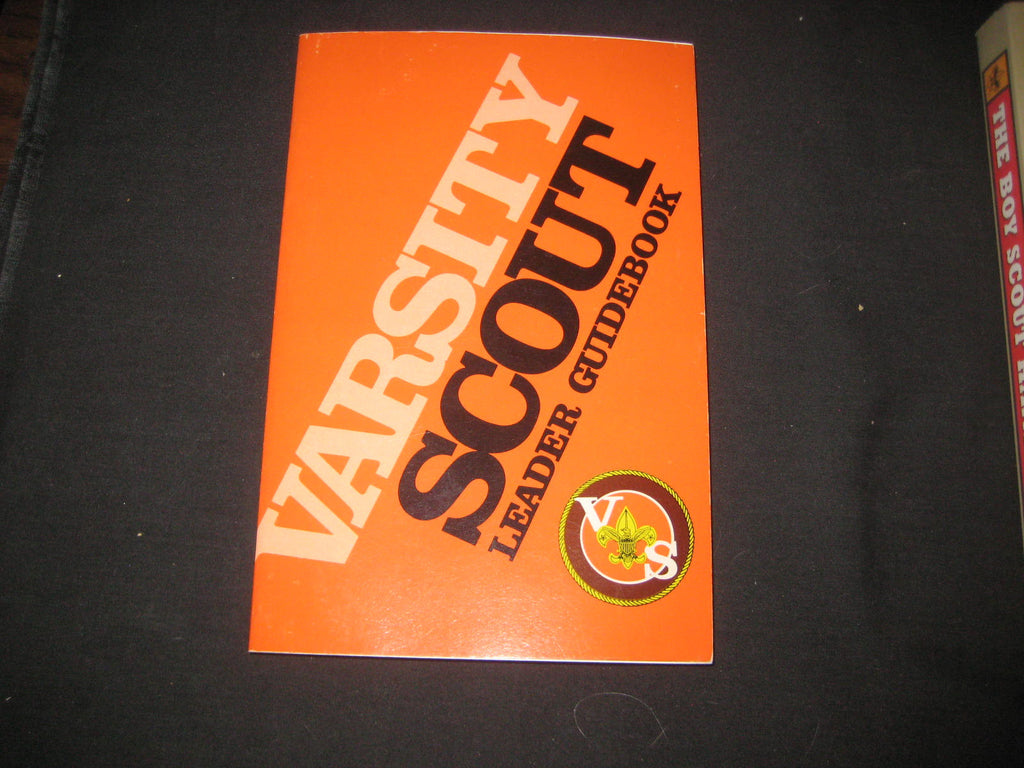 VARSITY
SCOUT
LEADER GUIDEBOOK
V
S
THE BOY SCOUT